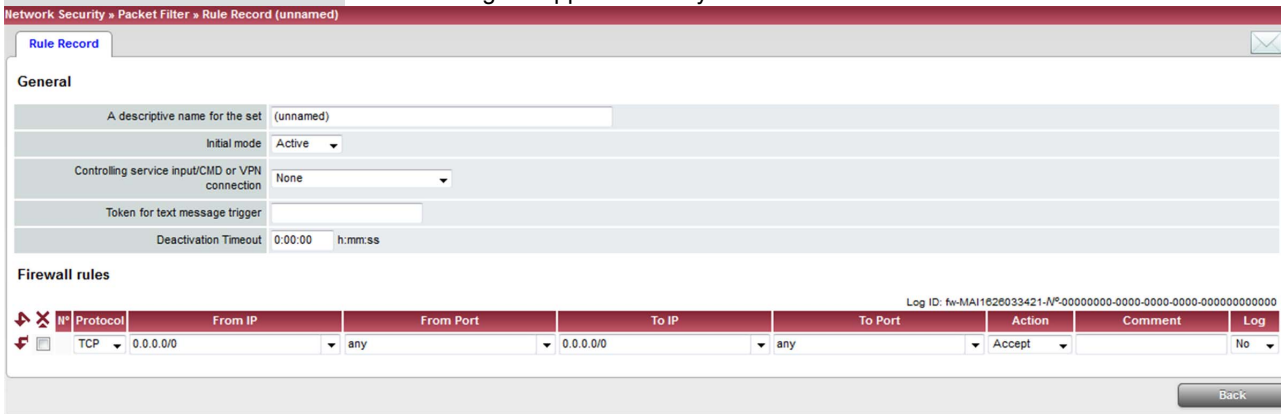 Network Security » Packet Filter » Rule Record (unnamed)
Rule Record
General
A descriptive name for the set (unnamed)
Initial mode Active
Controlling service input/CMD or VPN
connection None
Token for text message trigger
Deactivation Timeout 0:00:00 h:mm:ss
Firewall rules
Log ID: fw-MAI1626033421-Nº-00000000-0000-0000-0000-000000000000
Nº Protocol From IP From Port To IP To Port Action Comment Log
TCP 0.0.0.0/0 any 0.0.0.0/0 any Accept No
Back